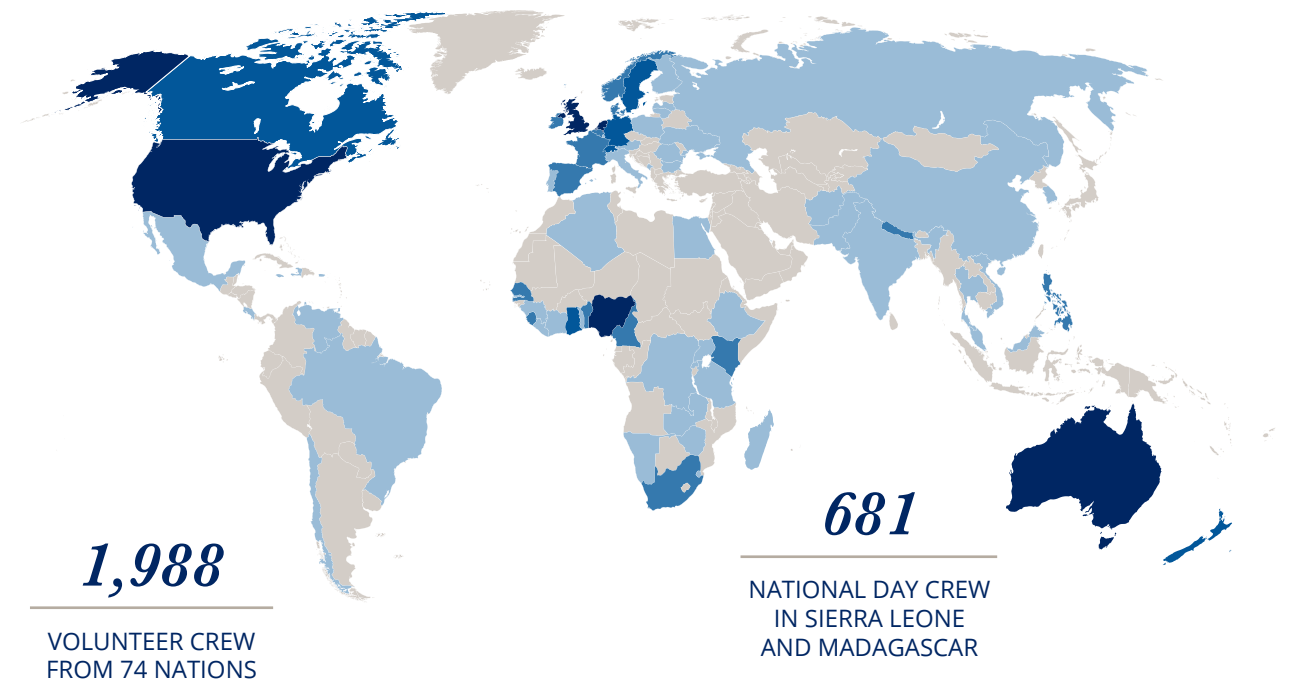 1,988
VOLUNTEER CREW
FROM 74 NATIONS
681
NATIONAL DAY CREW
IN SIERRA LEONE
AND MADAGASCAR